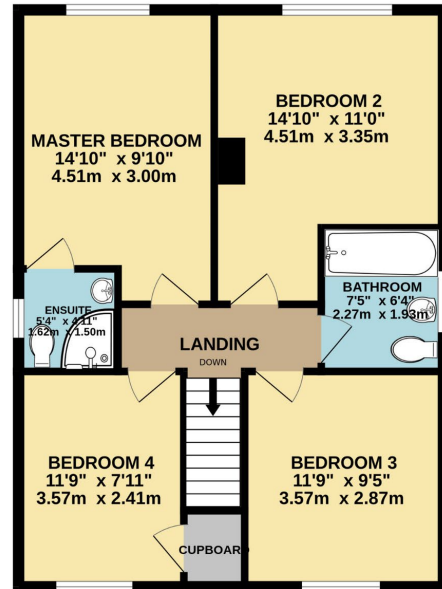 MASTER BEDROOM
14'10" x 9'10"
4.51m x 3.00m
BEDROOM 2
14'10" x 11'0"
4.51m x 3.35m
ENSUITE
5'4" x 4'11"
1.62m x 1.50m
BATHROOM
7'5" x 6'4"
2.27m x 1.93m
LANDING
DOWN
BEDROOM 4
11'9" x 7'11"
3.57m x 2.41m
BEDROOM 3
11'9" x 9'5"
3.57m x 2.87m
CUPBOARD